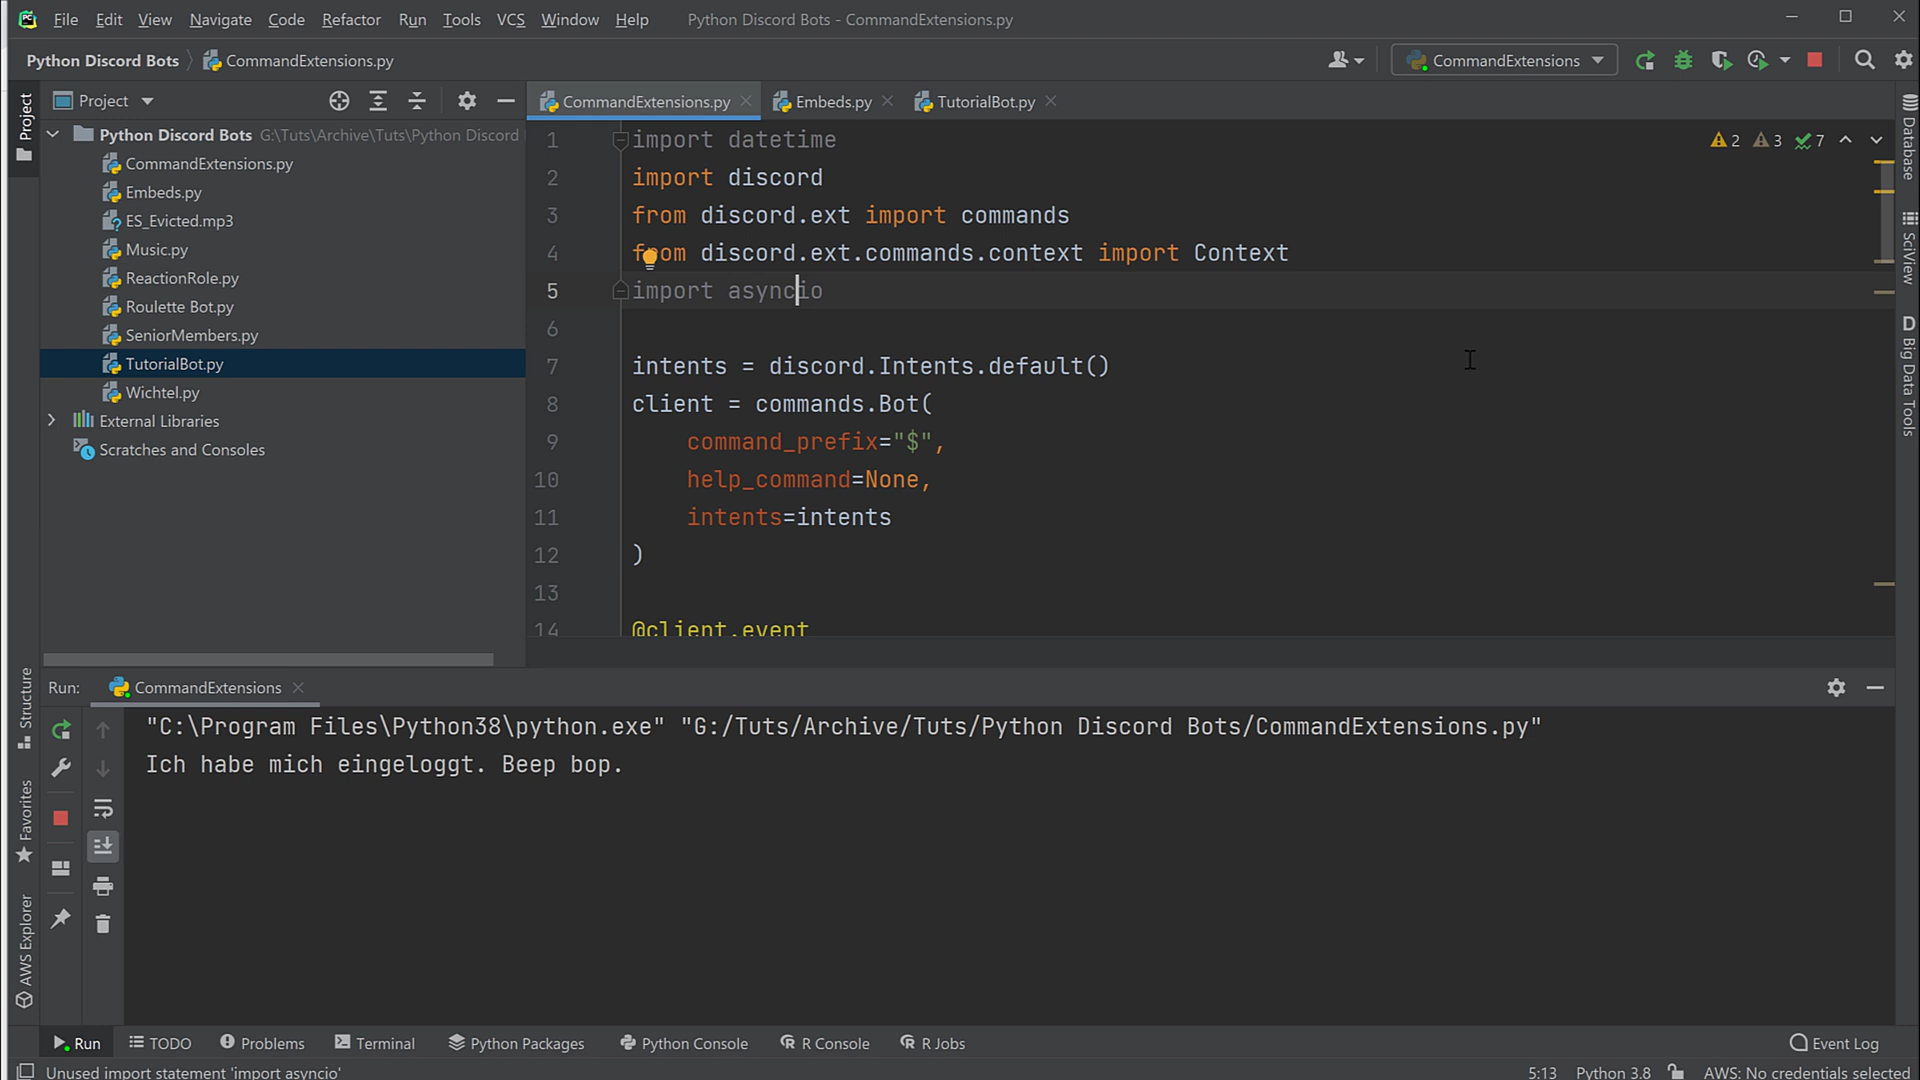 File Edit View Navigate Code Refactor Run Tools VCS Window Help Python Discord Bots - CommandExtensions.py
Python Discord Bots CommandExtensions.py CommandExtensions
Project
CommandExtensions.py Embeds.py TutorialBot.py
Python Discord Bots G:\Tuts\Archive\Tuts\Python Discord
CommandExtensions.py
Embeds.py
ES_Evicted.mp3
Music.py
ReactionRole.py
Roulette Bot.py
SeniorMembers.py
TutorialBot.py
Wichtel.py
External Libraries
Scratches and Consoles
1 import datetime
2 import discord
3 from discord.ext import commands
4 from discord.ext.commands.context import Context
5 import asyncio
6
7 intents = discord.Intents.default()
8 client = commands.Bot(
9 command_prefix="$",
10 help_command=None,
11 intents=intents
12 )
13
14 @client.event
2 3 7
Project
Structure
Favorites
AWS Explorer
Database
SciView
D Big Data Tools
Run: CommandExtensions
"C:\Program Files\Python38\python.exe" "G:/Tuts/Archive/Tuts/Python Discord Bots/CommandExtensions.py"
Ich habe mich eingeloggt. Beep bop.
Run TODO Problems Terminal Python Packages Python Console R Console R Jobs Event Log
Unused import statement 'import asyncio' 5:13 Python 3.8 AWS: No credentials selected